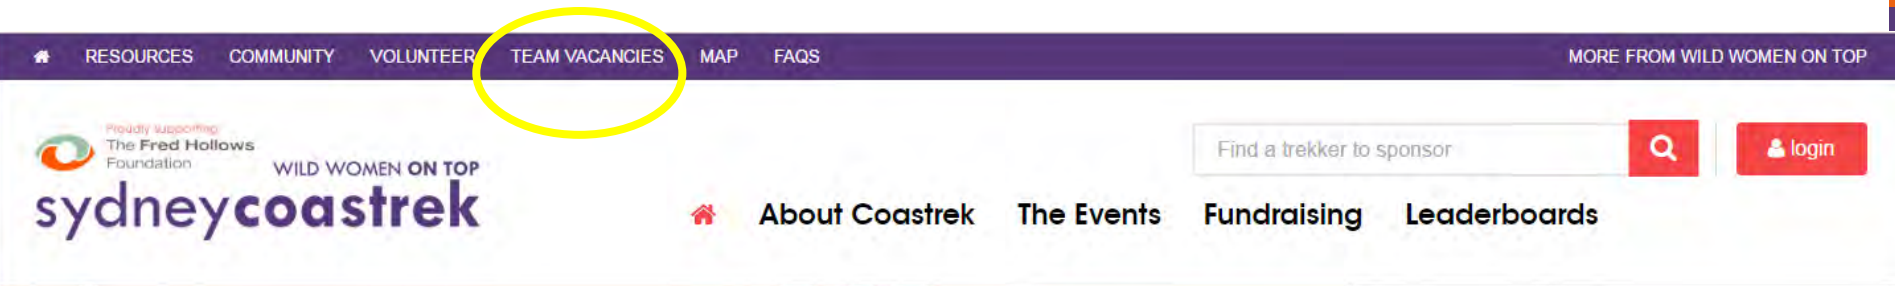 RESOURCES COMMUNITY VOLUNTEER TEAM VACANCIES MAP FAQS MORE FROM WILD WOMEN ON TOP
Proudly supporting
The Fred Hollows
Foundation
WILD WOMEN ON TOP
sydneycoastrek
Find a trekker to sponsor
login
About Coastrek The Events Fundraising Leaderboards